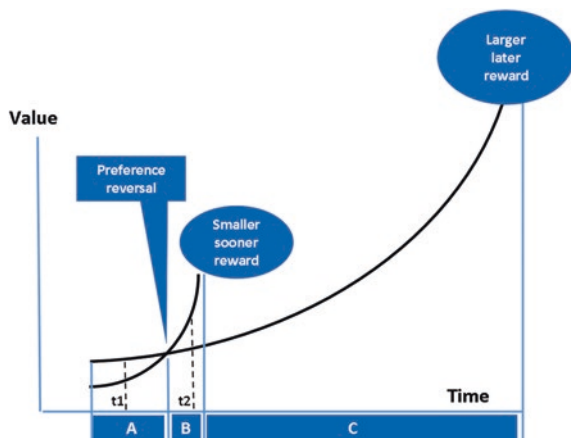 Larger
later
reward
Value
Preference
reversal
Smaller
sooner
reward
t1
t2
Time
A
B
C